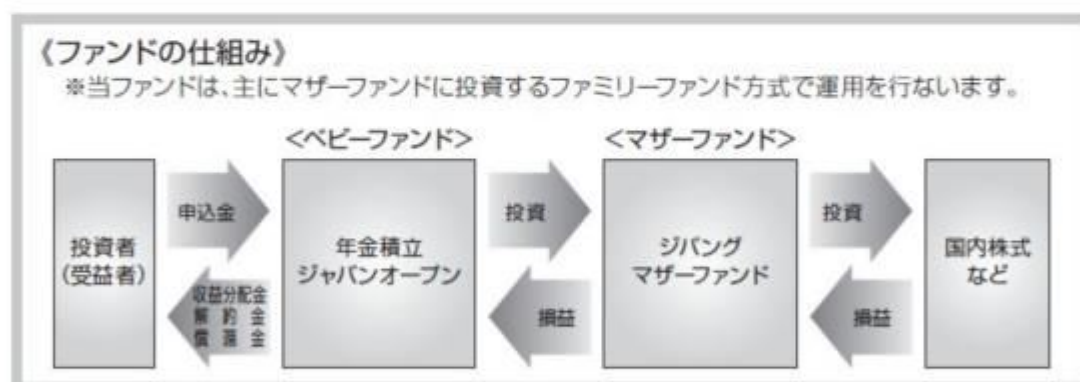 《ファンドの仕組み》
※当ファンドは、主にマザーファンドに投資するファミリーファンド方式で運用を行ないます。
<ベビーファンド>
<マザーファンド>
投資者
(受益者)
申込金
収益分配金
解約金
償還金
年金積立
ジャパンオープン
投資
損益
ジパング
マザーファンド
投資
損益
国内株式
など